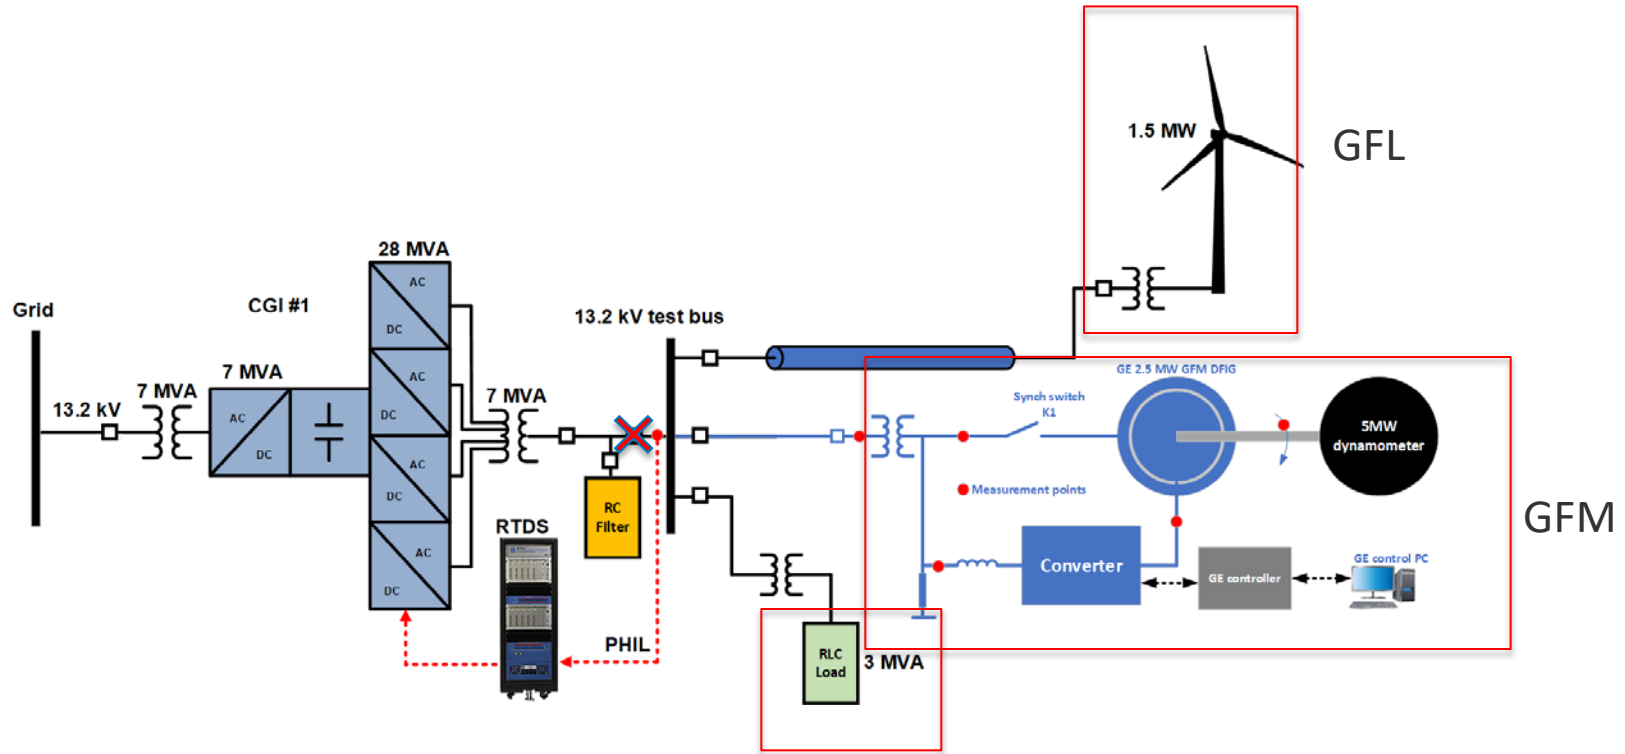 1.5 MW
GFL
28 MVA
AC
DC
CGI #1
Grid
13.2 kV test bus
7 MVA
7 MVA
7 MVA
13.2 kV
AC
DC
AC
DC
AC
DC
AC
DC
GE 2.5 MW GFM DFIG
Synch switch
K1
5MW
dynamometer
Measurement points
RC
Filter
RTDS
GFM
Converter
GE controller
GE control PC
PHIL
RLC
Load
3 MVA